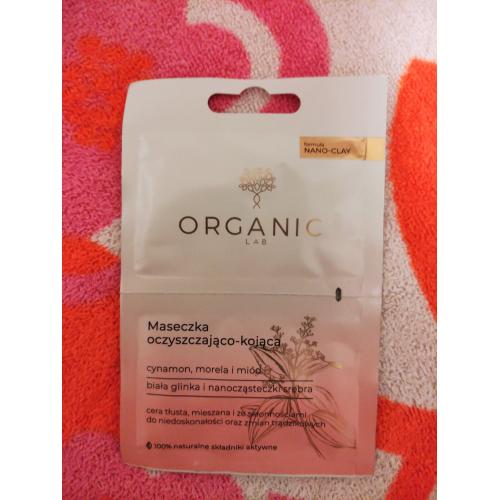 formuła
NANO-CLAY
ORGANIC
LAB
Maseczka
oczyszczająco-kojąca
cynamon, morela i miód
biała glinka i nanocząsteczki srebra
cera tłusta, mieszana i ze skłonnościami
do niedoskonałości oraz zmian trądzikowych
100% naturalne składniki aktywne